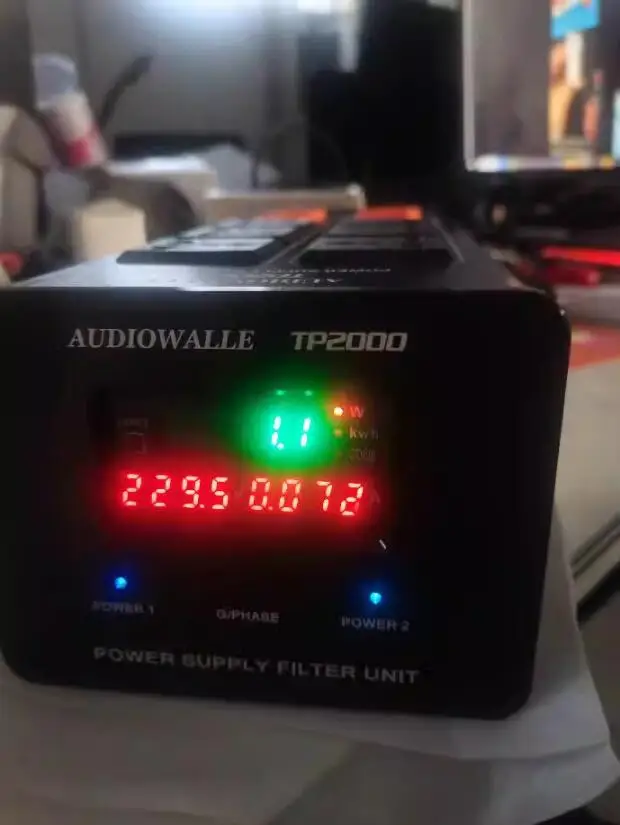 AUDIOWALLE TP2000
1.1 W
kwh
229.5 0.072 A
POWER 1 G/PHASE POWER 2
POWER SUPPLY FILTER UNIT